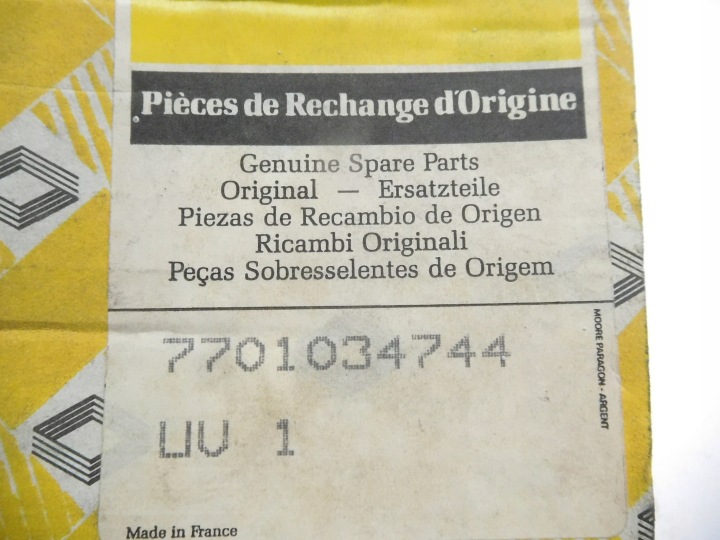 Pièces de Rechange d'Origine
Genuine Spare Parts
Original — Ersatzteile
Piezas de Recambio de Origen
Ricambi Originali
Peças Sobresselentes de Origem
7701034744
UV 1
Made in France
MOORE PARAGON - ARGENT